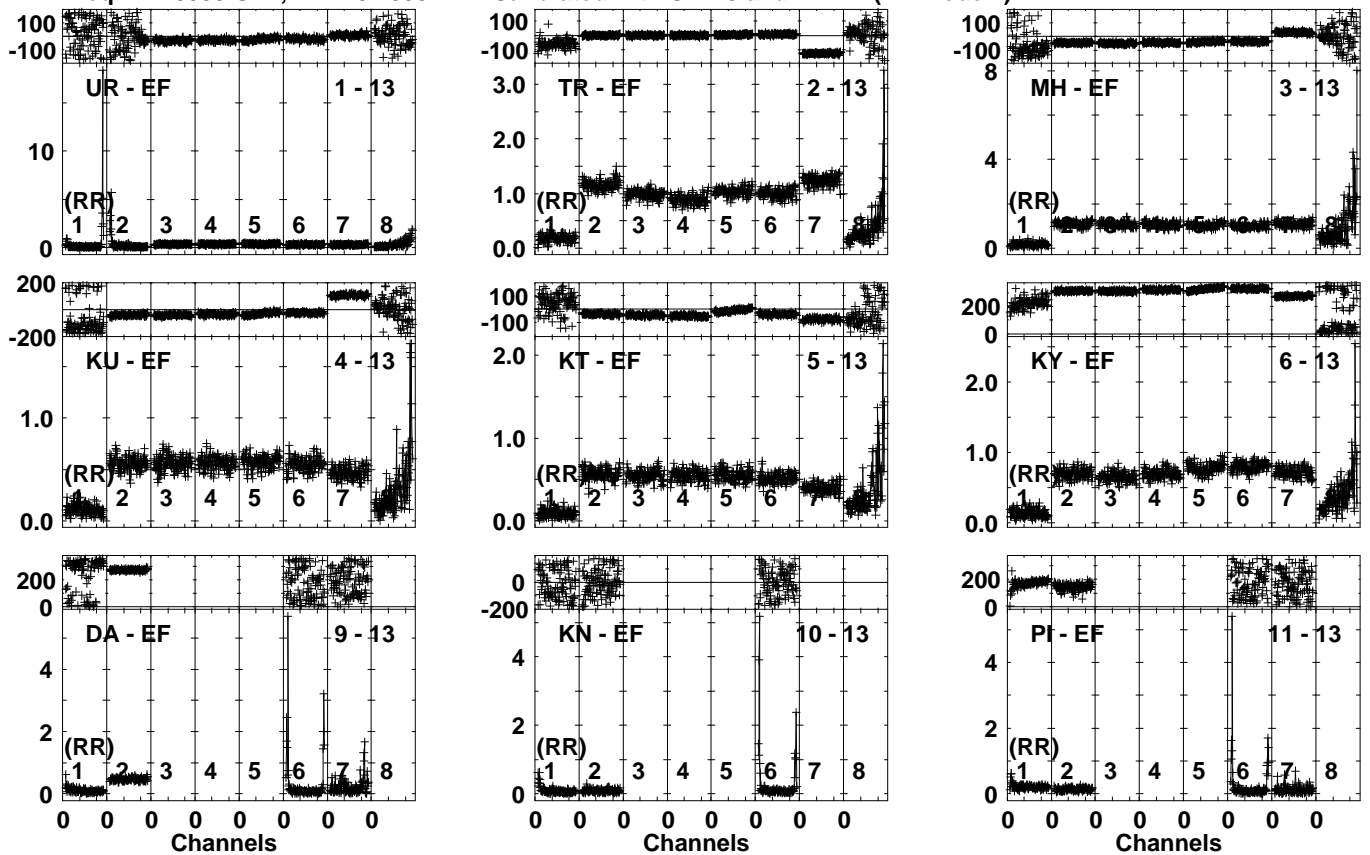 100 100 100
-100 -100 -100
UR - EF 1 - 13 TR - EF 2 - 13 MH - EF 3 - 13
10 3.0 8
0 2.0 4
1.0 0
0.0
(RR) (RR) (RR)
1 2 3 4 5 6 7 8 1 2 3 4 5 6 7 8 1 2 3 4 5 6 7 8
200 100 200
-200 -100 0
KU - EF 4 - 13 KT - EF 5 - 13 KY - EF 6 - 13
1.0 2.0 2.0
0.0 1.0 1.0
0.0 0.0
(RR) (RR) (RR)
1 2 3 4 5 6 7 1 2 3 4 5 6 7 8 1 2 3 4 5 6 7
200 0 200
0 -200 0
DA - EF 9 - 13 KN - EF 10 - 13 PI - EF 11 - 13
4 4 4
2 2 2
0 0 0
(RR) (RR) (RR)
1 2 3 4 5 6 7 8 1 2 3 4 5 6 7 8 1 2 3 4 5 6 7 8
0 0 0 0 0 0 0 0 0 0 0 0 0 0 0 0 0 0 0 0 0 0 0 0
Channels Channels Channels